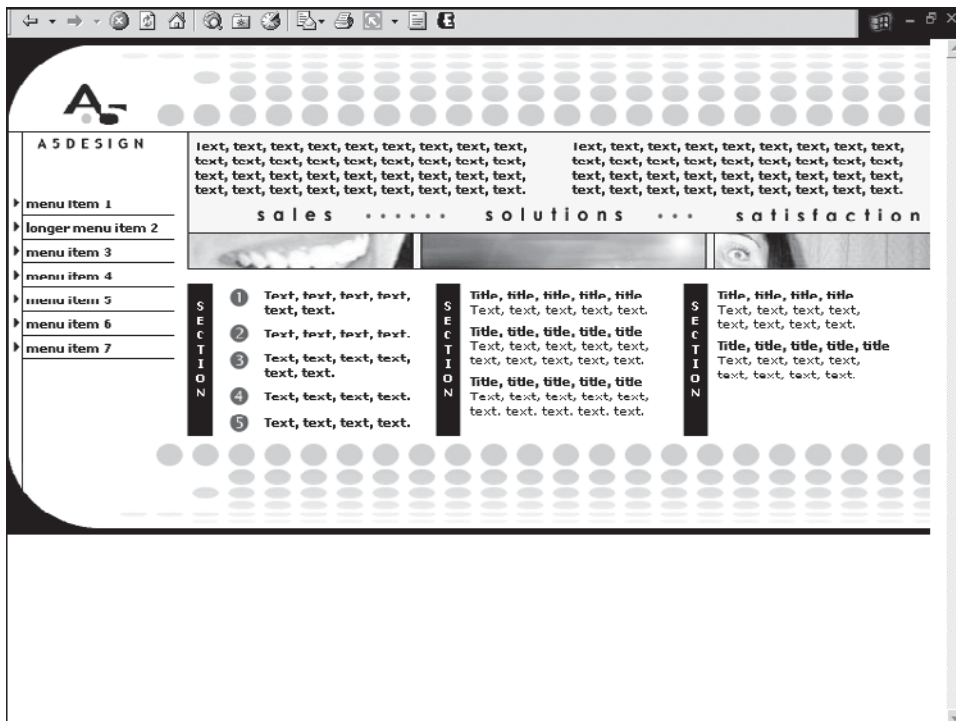 A5DESIGN
menu item 1
longer menu item 2
menu item 3
menu item 4
menu item 5
menu item 6
menu item 7
Text, text, text, text, text, text, text, text, text,
text, text, text, text, text, text, text, text, text,
text, text, text, text, text, text, text, text, text,
text, text, text, text, text, text, text, text, text.
Text, text, text, text, text, text, text, text, text,
text, text, text, text, text, text, text, text, text,
text, text, text, text, text, text, text, text, text,
text, text, text, text, text, text, text, text, text.
sales ...... solutions ... satisfaction
SECTION
1 Text, text, text, text,
text, text.
2 Text, text, text, text.
3 Text, text, text, text,
text, text.
4 Text, text, text, text.
5 Text, text, text, text.
SECTION
Title, title, title, title, title
Text, text, text, text, text.
Title, title, title, title, title
Text, text, text, text, text,
text, text, text, text, text.
Title, title, title, title, title
Text, text, text, text, text,
text. text. text. text. text.
SECTION
Title, title, title, title, title
Text, text, text, text,
text, text, text, text.
Title, title, title, title, title
Text, text, text, text,
text, text, text, text.